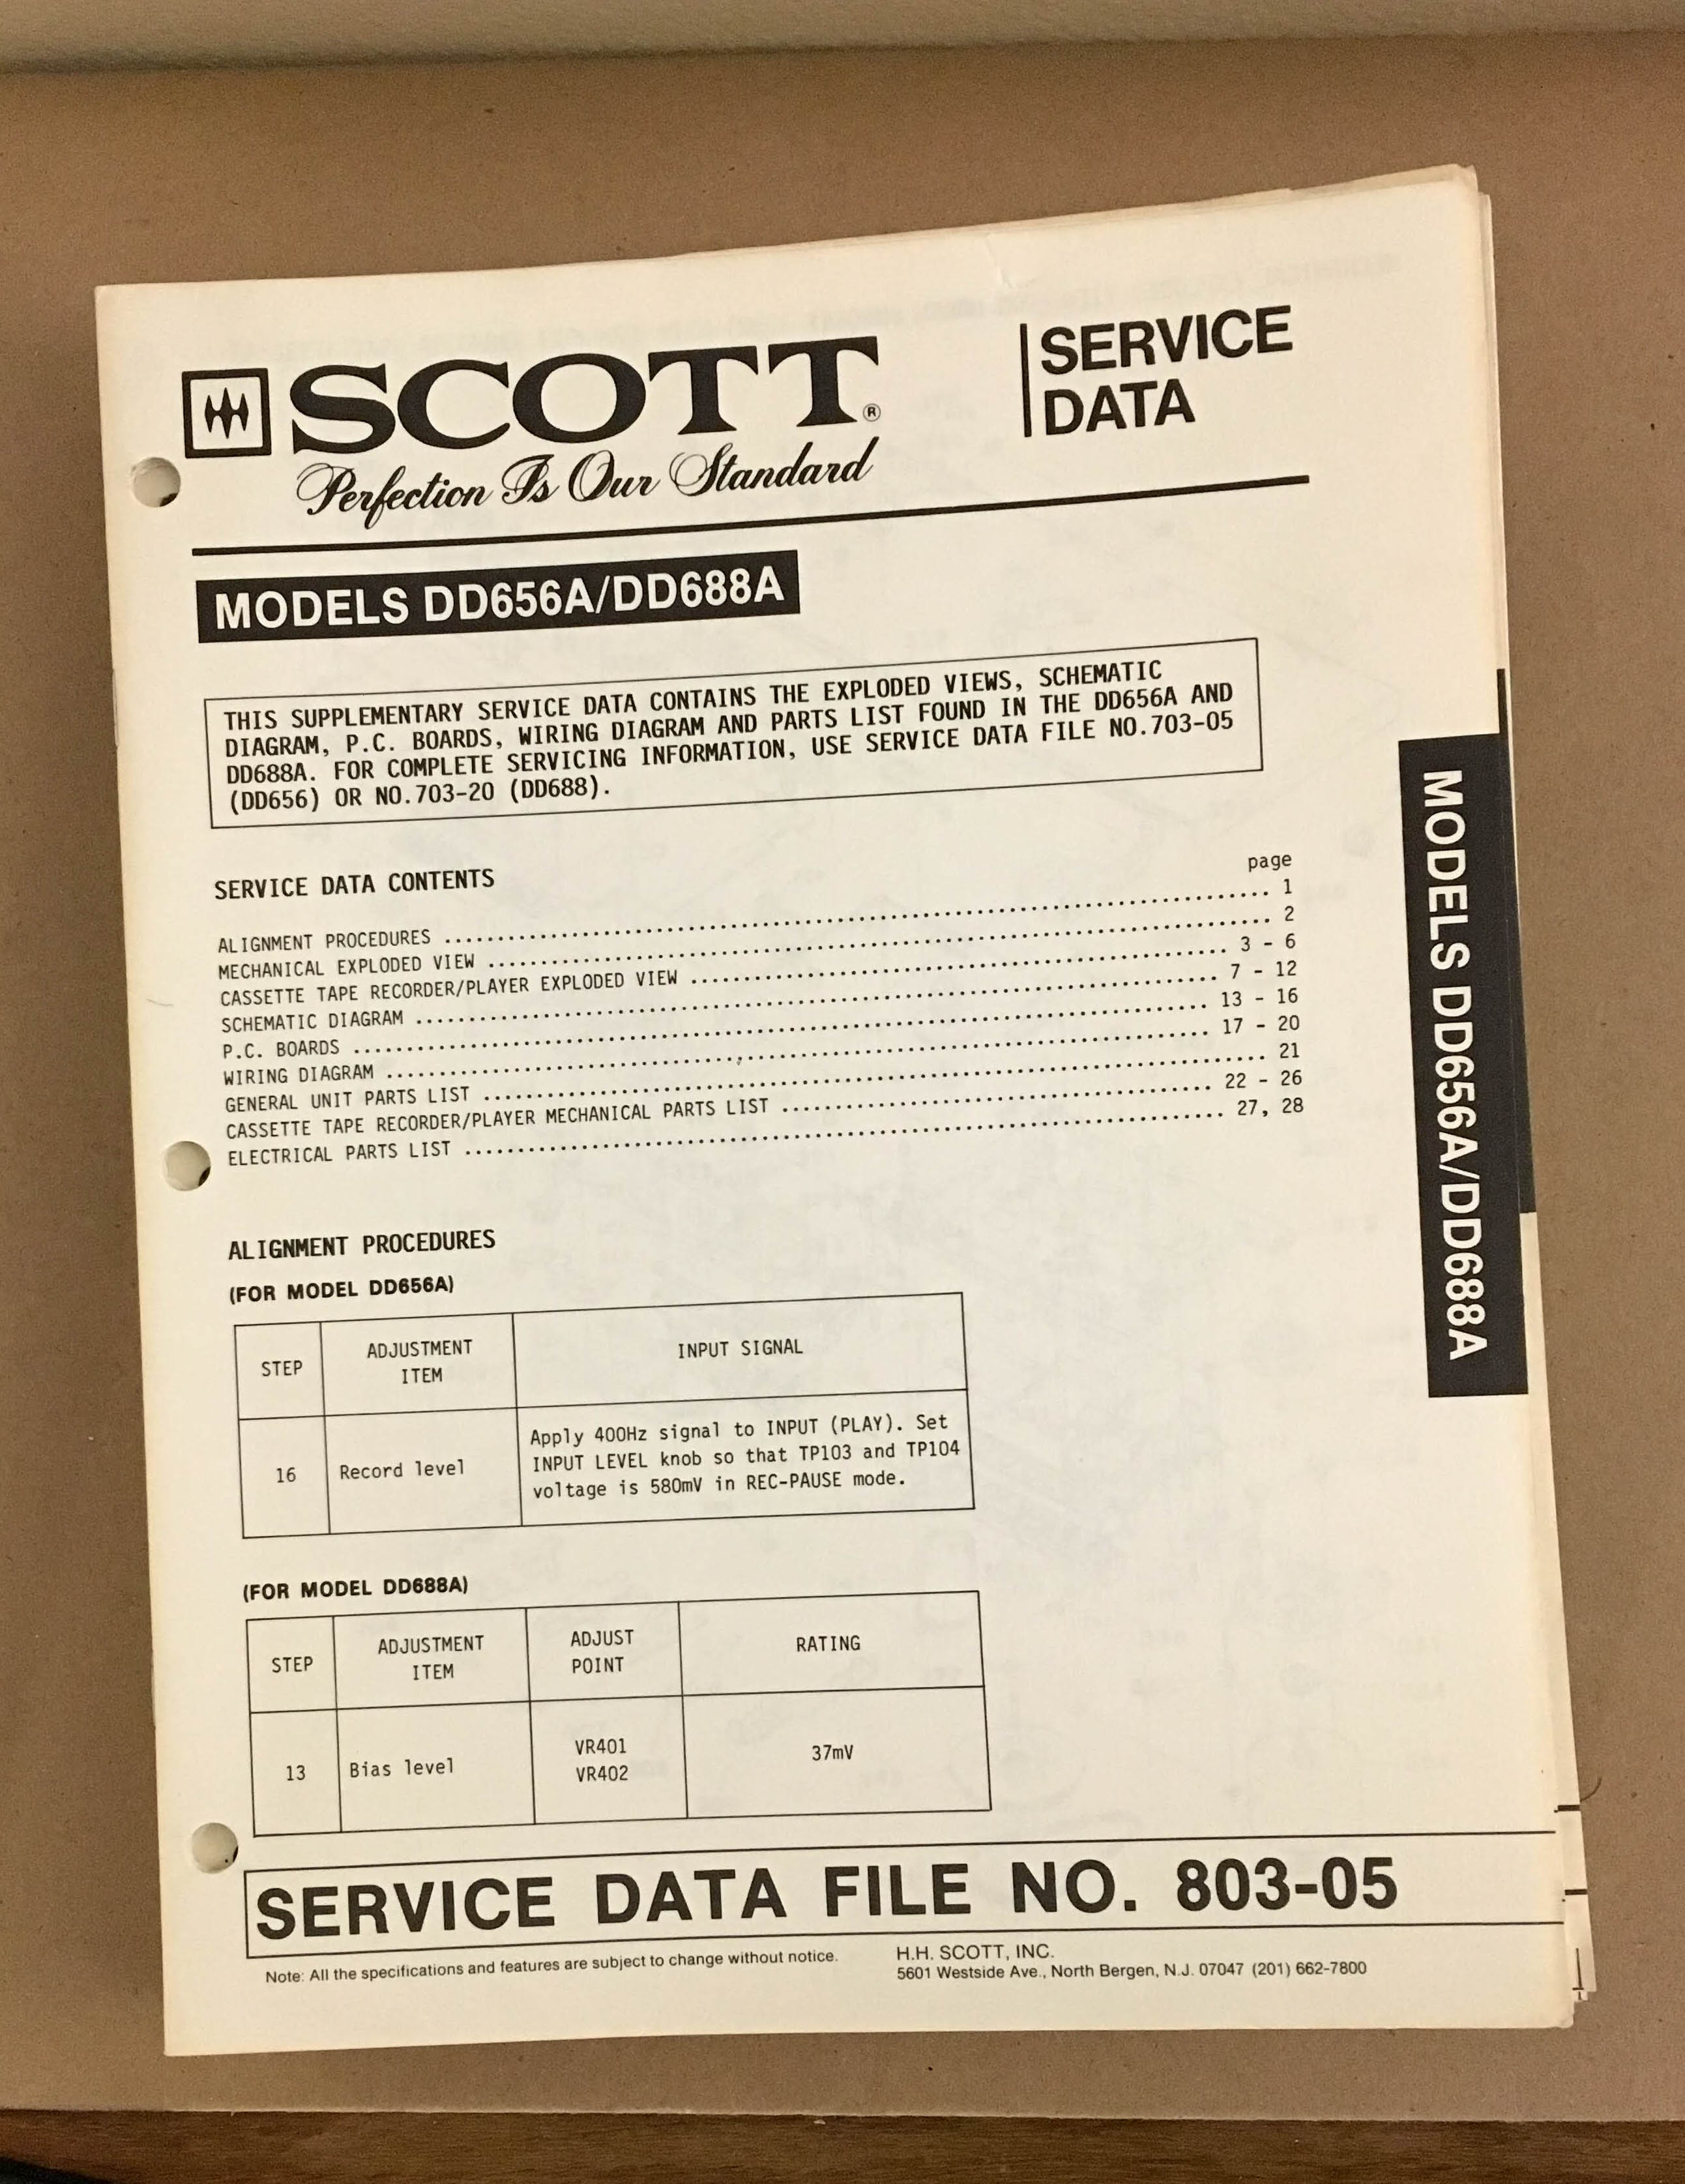 SCOTT®
Perfection Is Our Standard
SERVICE
DATA
MODELS DD656A/DD688A
THIS SUPPLEMENTARY SERVICE DATA CONTAINS THE EXPLODED VIEWS, SCHEMATIC
DIAGRAM, P.C. BOARDS, WIRING DIAGRAM AND PARTS LIST FOUND IN THE DD656A AND
DD688A. FOR COMPLETE SERVICING INFORMATION, USE SERVICE DATA FILE NO.703-05
(DD656) OR NO.703-20 (DD688).
SERVICE DATA CONTENTS
page
ALIGNMENT PROCEDURES ........ 1
MECHANICAL EXPLODED VIEW ........ 2
CASSETTE TAPE RECORDER/PLAYER EXPLODED VIEW ........ 3 - 6
SCHEMATIC DIAGRAM ........ 7 - 12
P.C. BOARDS ........ 13 - 16
WIRING DIAGRAM ........ 17 - 20
GENERAL UNIT PARTS LIST ........ 21
CASSETTE TAPE RECORDER/PLAYER MECHANICAL PARTS LIST ........ 22 - 26
ELECTRICAL PARTS LIST ........ 27, 28
ALIGNMENT PROCEDURES
(FOR MODEL DD656A)
STEP
ADJUSTMENT
ITEM
INPUT SIGNAL
16
Record level
Apply 400Hz signal to INPUT (PLAY). Set
INPUT LEVEL knob so that TP103 and TP104
voltage is 580mV in REC-PAUSE mode.
(FOR MODEL DD688A)
STEP
ADJUSTMENT
ITEM
ADJUST
POINT
RATING
13
Bias level
VR401
VR402
37mV
SERVICE DATA FILE NO. 803-05
Note: All the specifications and features are subject to change without notice.
H.H. SCOTT, INC.
5601 Westside Ave., North Bergen, N.J. 07047 (201) 662-7800
MODELS DD656A/DD688A